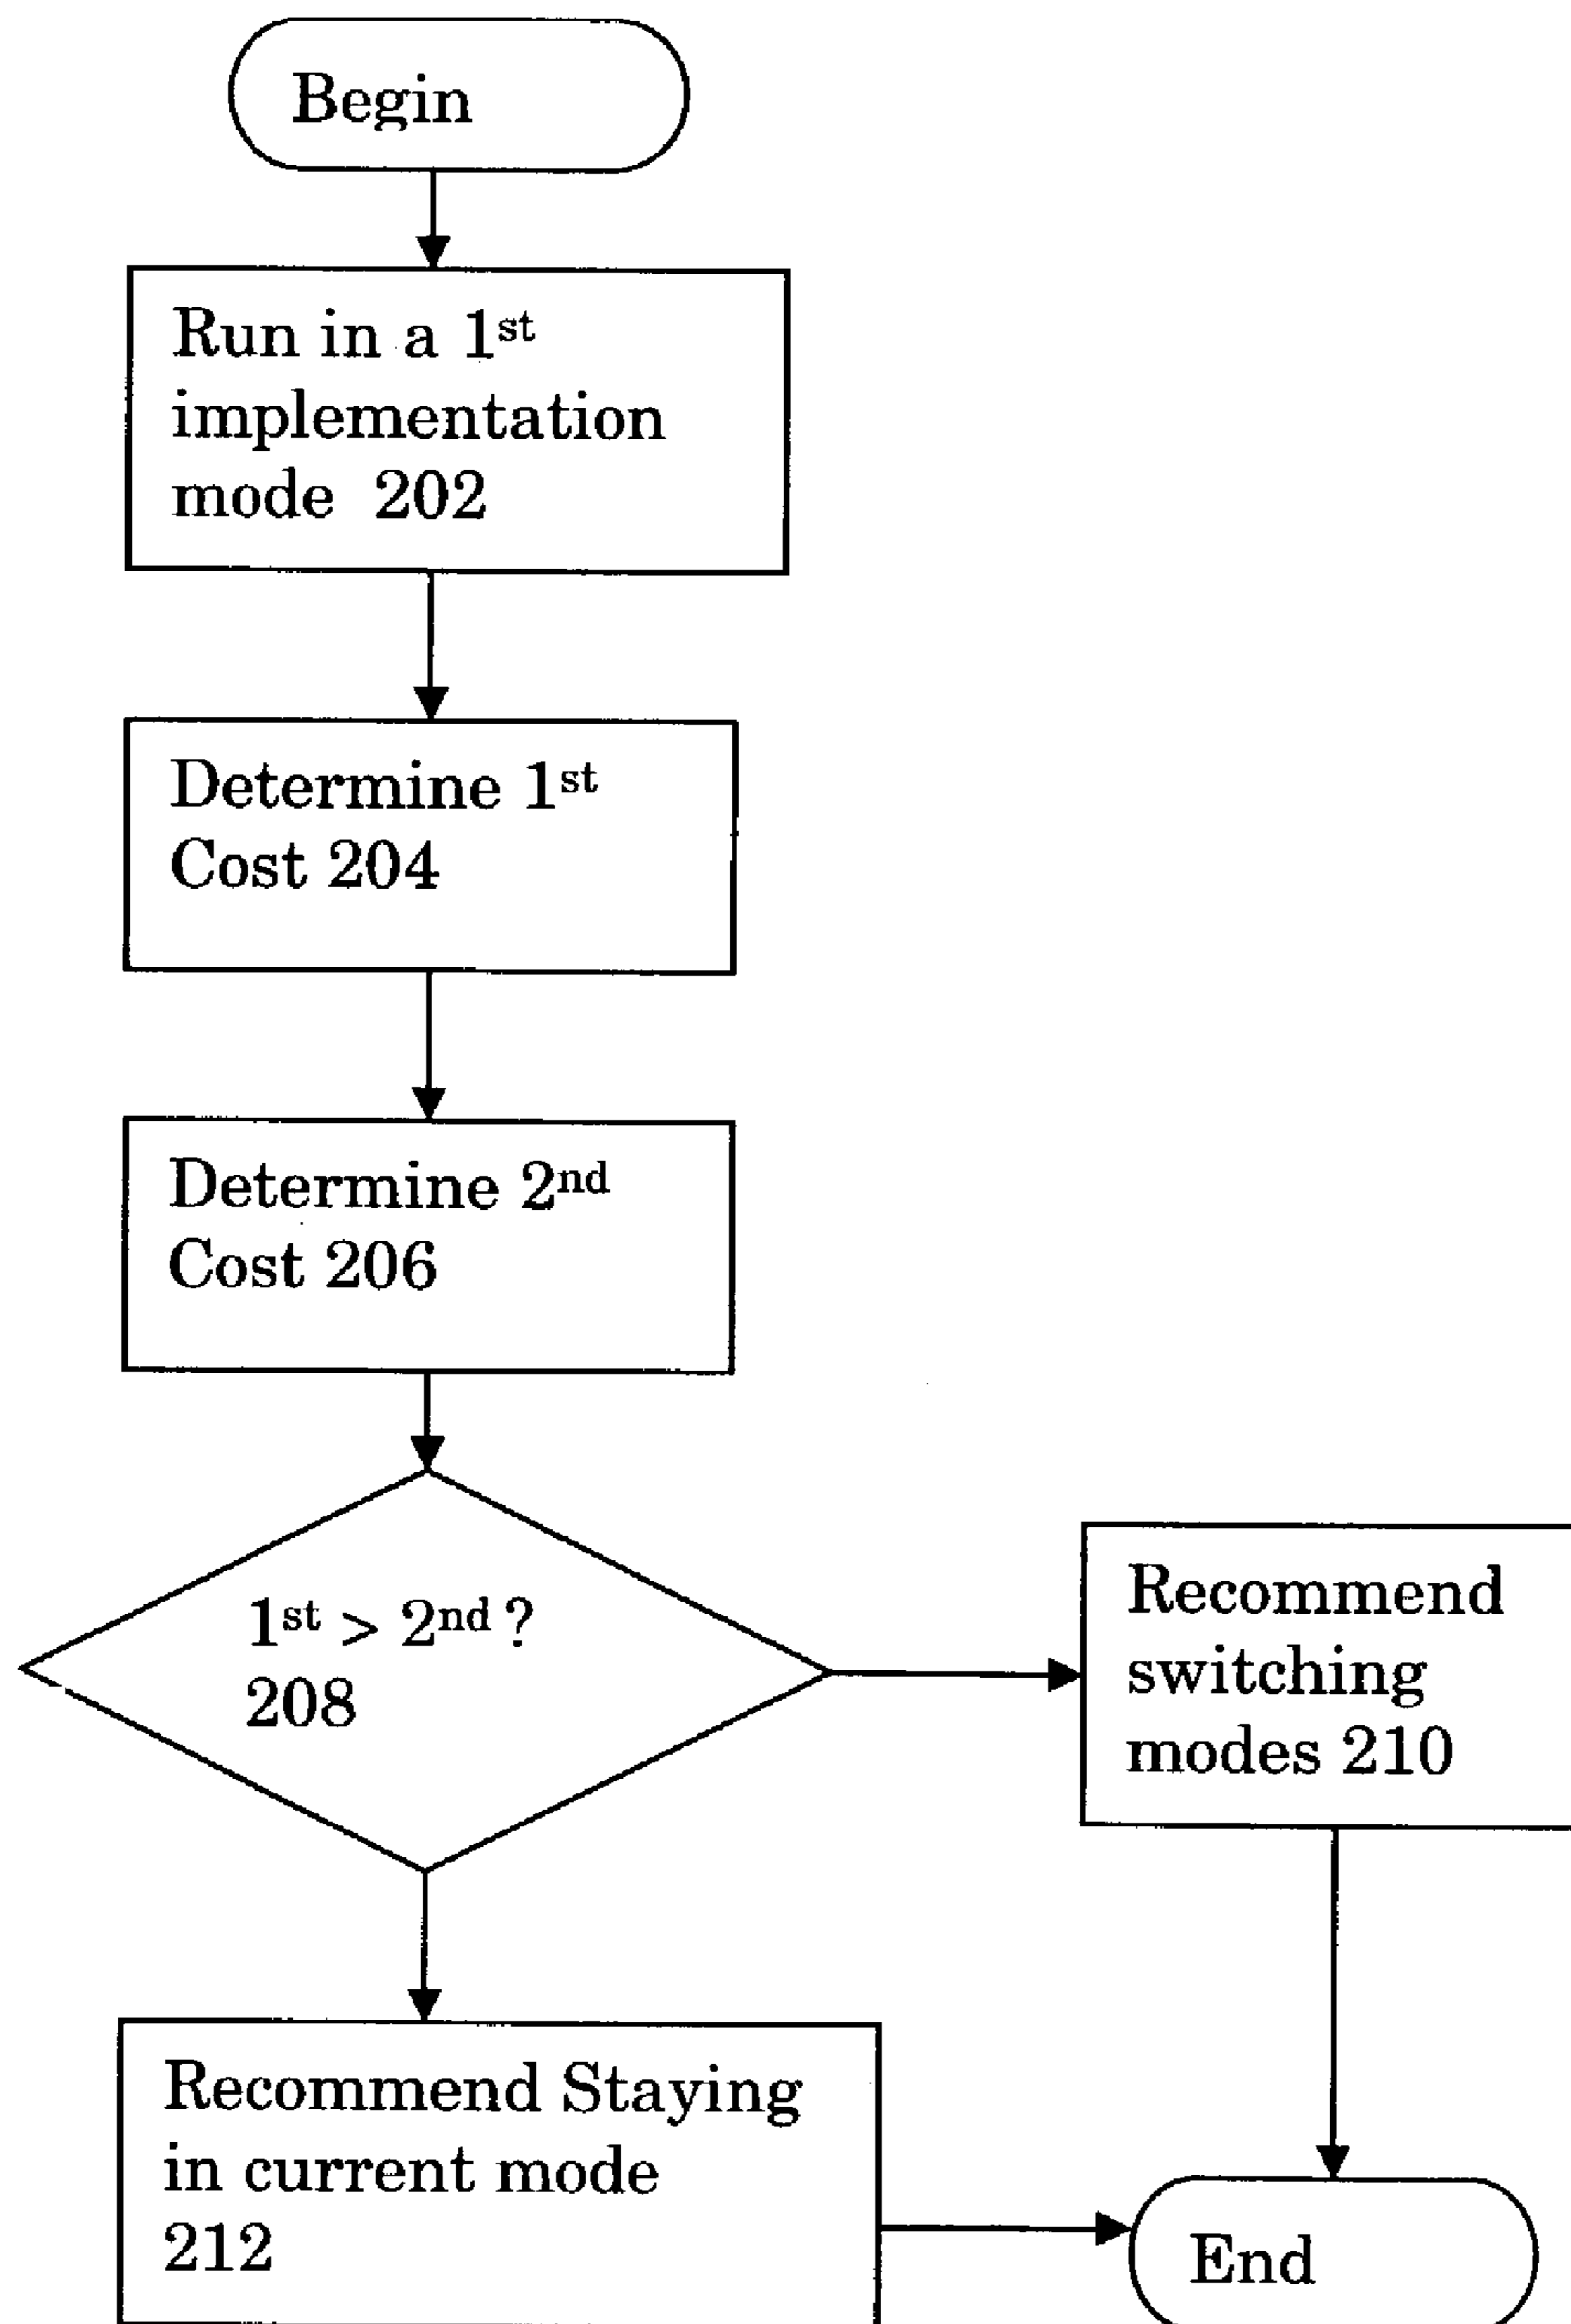 Begin
Run in a 1st
implementation
mode 202
Determine 1st
Cost 204
Determine 2nd
Cost 206
1st > 2nd ?
208
Recommend
switching
modes 210
Recommend Staying
in current mode
212
End